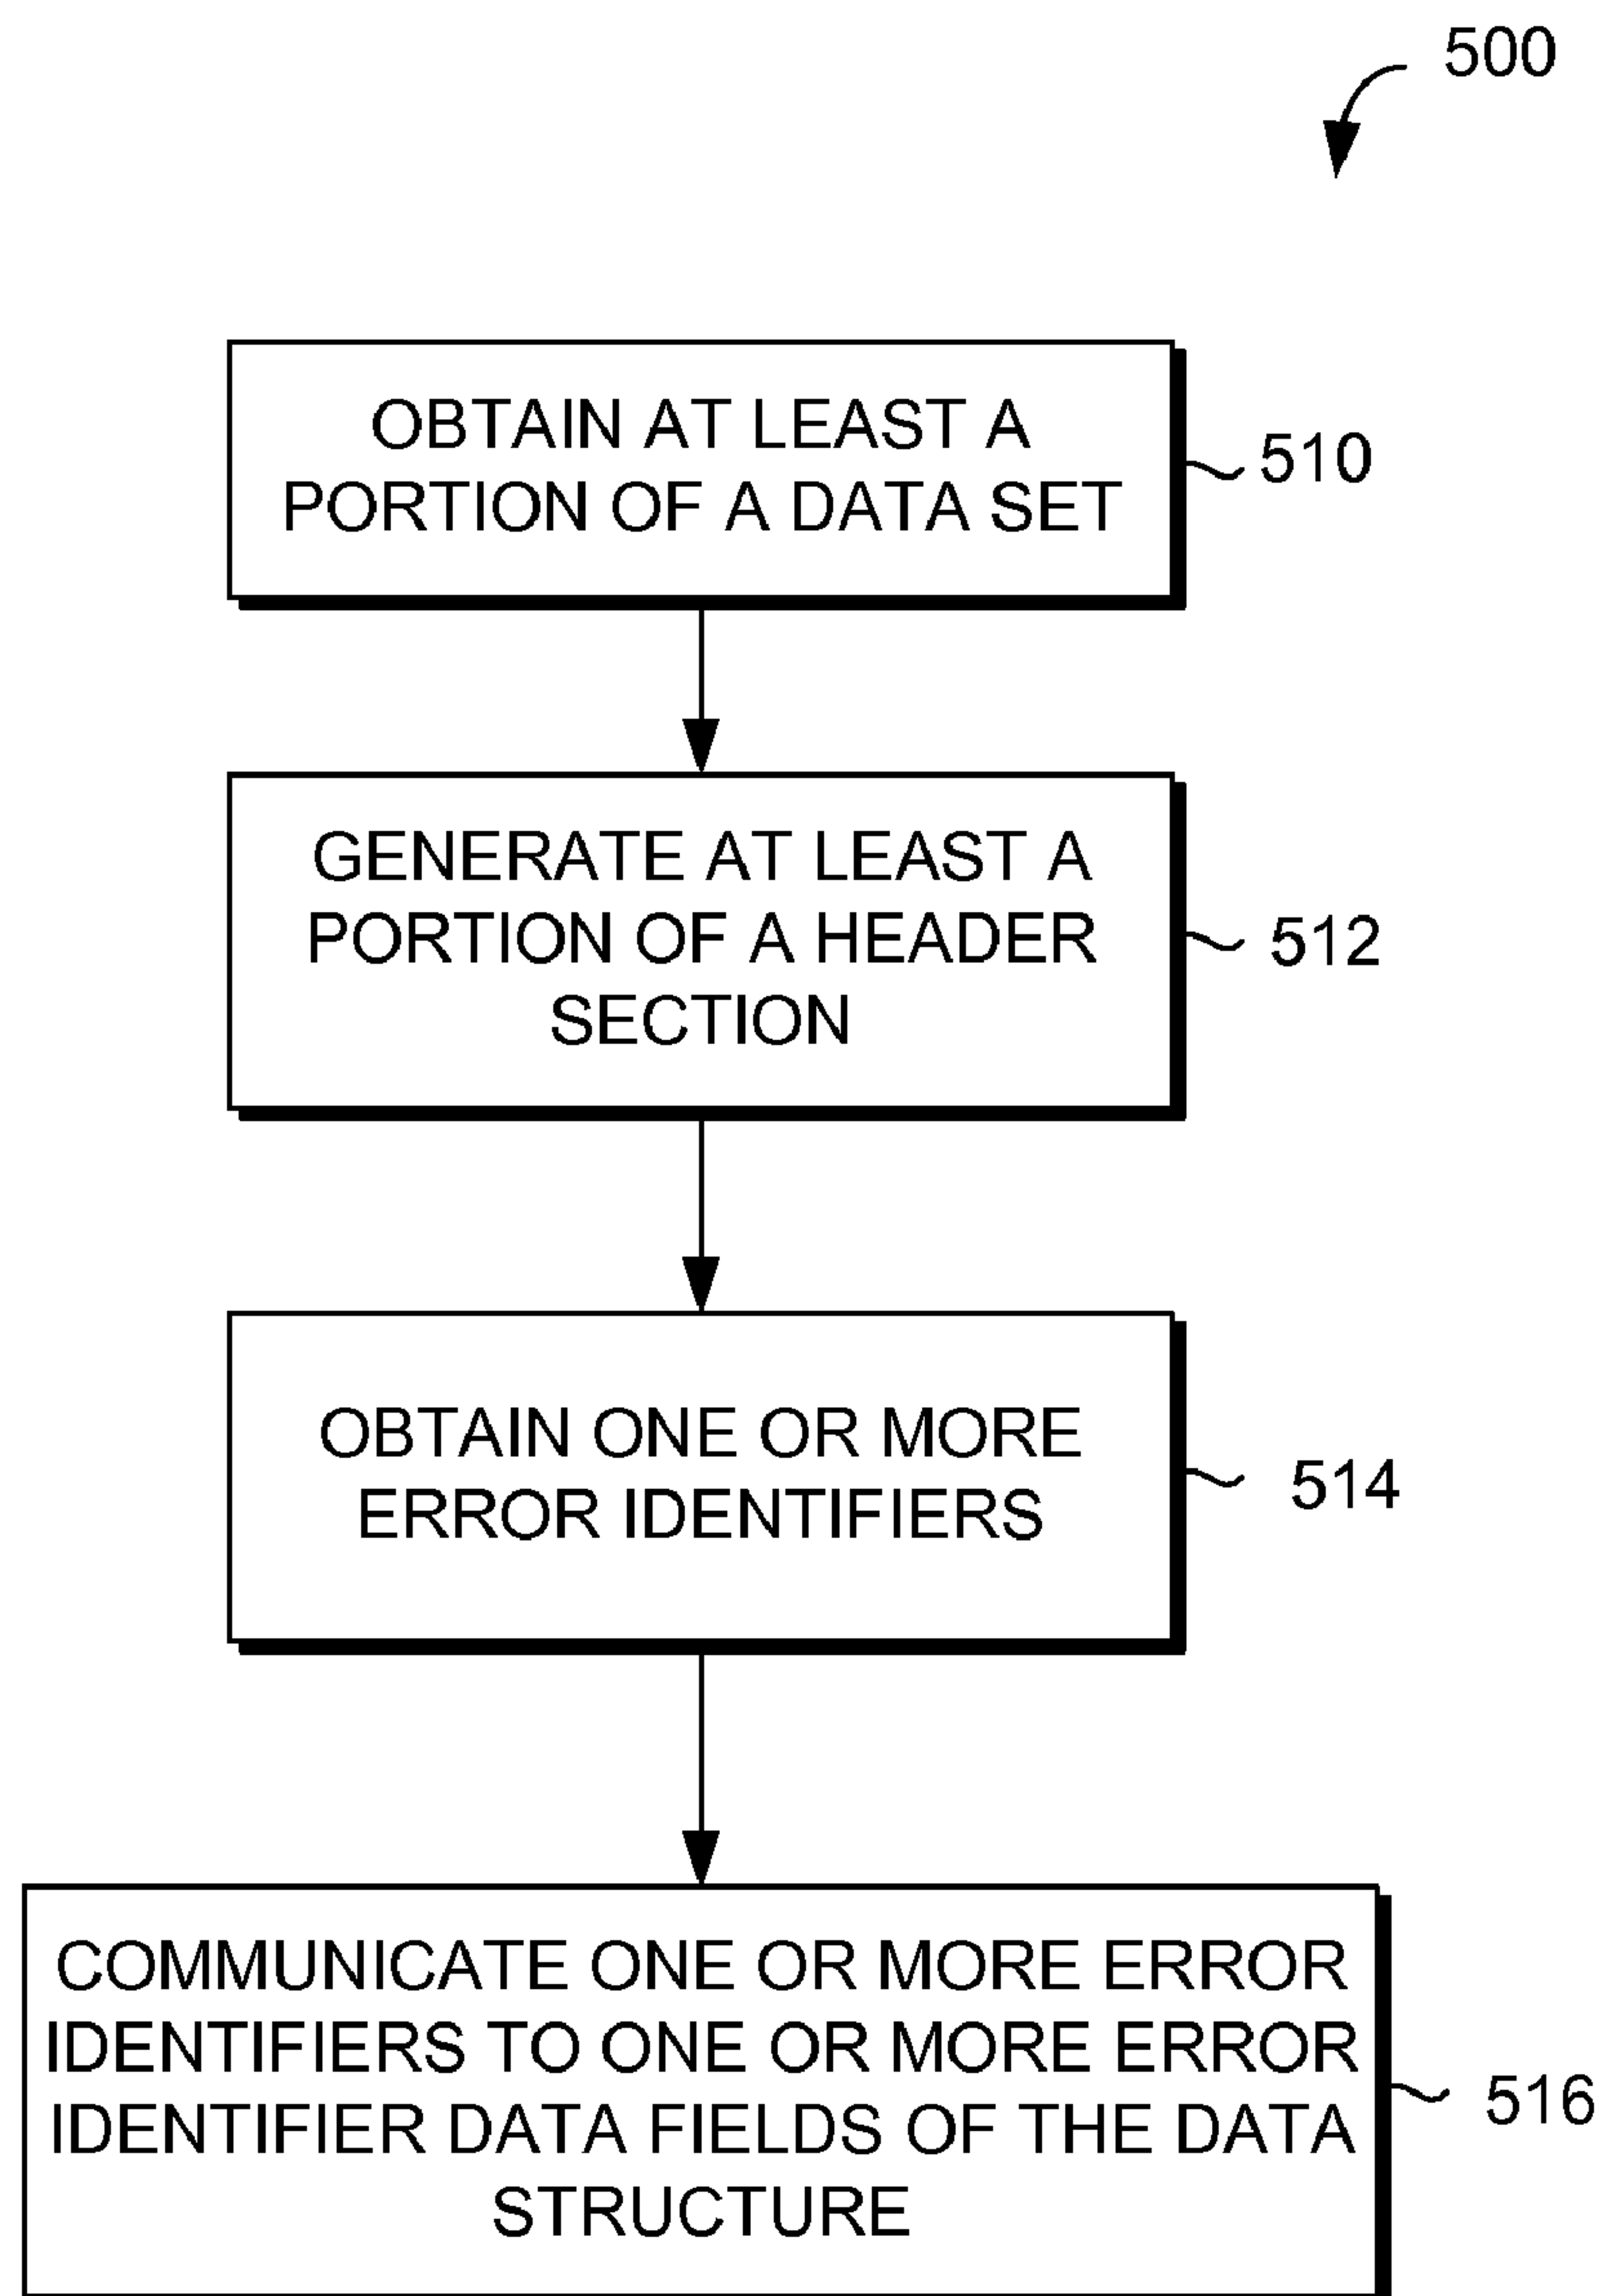 500
OBTAIN AT LEAST A
PORTION OF A DATA SET
510
GENERATE AT LEAST A
PORTION OF A HEADER
SECTION
512
OBTAIN ONE OR MORE
ERROR IDENTIFIERS
514
COMMUNICATE ONE OR MORE ERROR
IDENTIFIERS TO ONE OR MORE ERROR
IDENTIFIER DATA FIELDS OF THE DATA
STRUCTURE
516